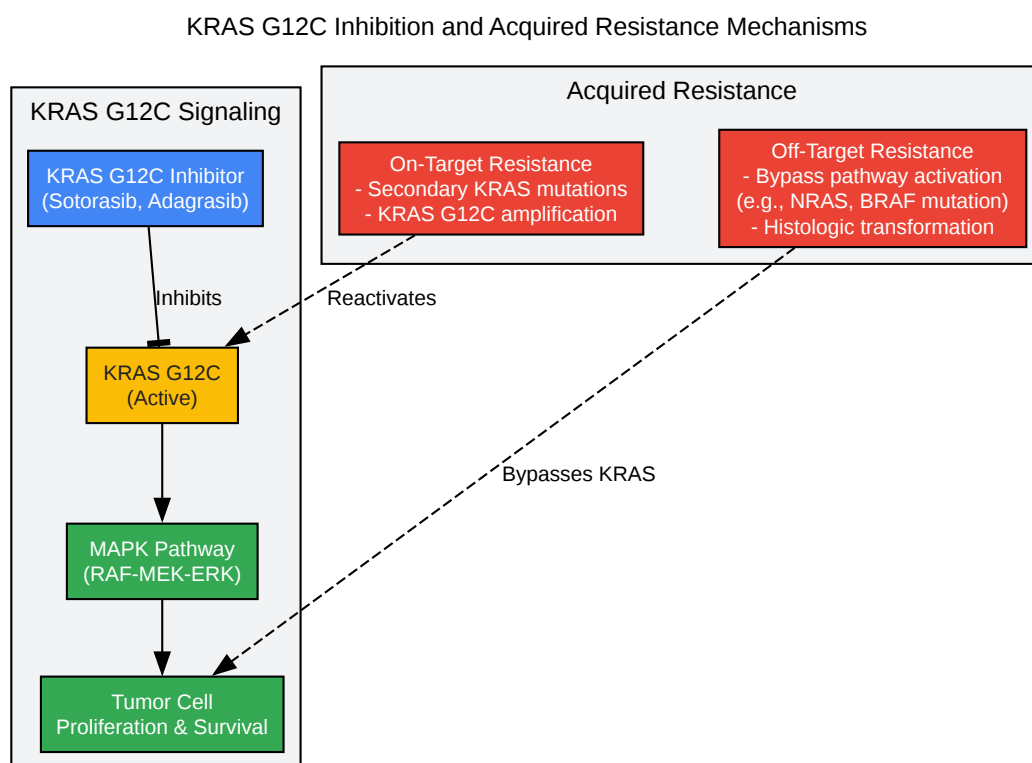 KRAS G12C Inhibition and Acquired Resistance Mechanisms
KRAS G12C Signaling
KRAS G12C Inhibitor
(Sotorasib, Adagrasib)
Inhibits
KRAS G12C
(Active)
MAPK Pathway
(RAF-MEK-ERK)
Tumor Cell
Proliferation & Survival
Acquired Resistance
On-Target Resistance
- Secondary KRAS mutations
- KRAS G12C amplification
Off-Target Resistance
- Bypass pathway activation
(e.g., NRAS, BRAF mutation)
- Histologic transformation
Reactivates
Bypasses KRAS